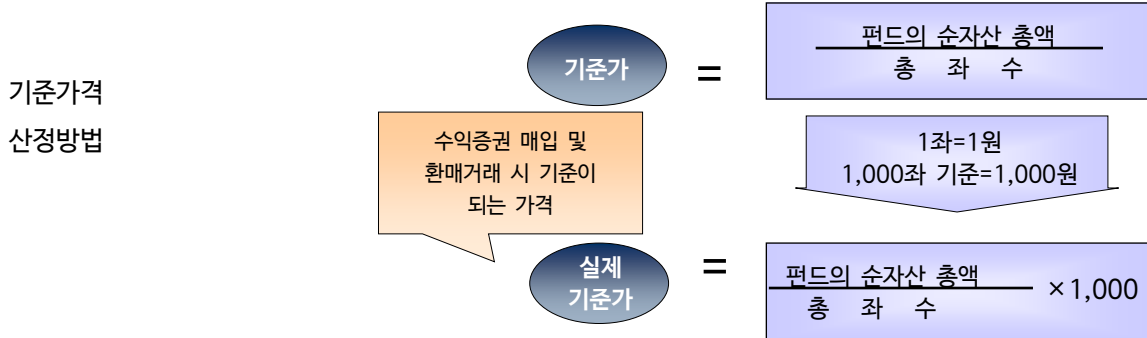 기준가격
산정방법
기준가
=
펀드의 순자산 총액
총 좌 수
수익증권 매입 및
환매거래 시 기준이
되는 가격
1좌=1원
1,000좌 기준=1,000원
실제
기준가
=
펀드의 순자산 총액
총 좌 수
×1,000